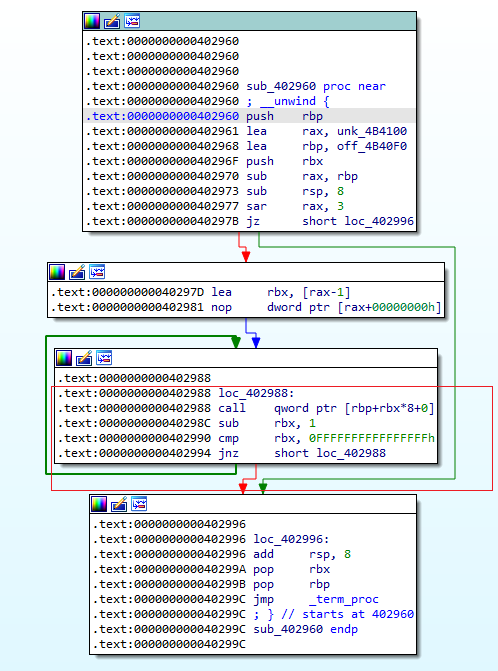 .text:0000000000402960
.text:0000000000402960
.text:0000000000402960
.text:0000000000402960 sub_402960 proc near
.text:0000000000402960 ; __unwind {
.text:0000000000402960 push rbp
.text:0000000000402961 lea rax, unk_4B4100
.text:0000000000402968 lea rbp, off_4B40F0
.text:000000000040296F push rbx
.text:0000000000402970 sub rax, rbp
.text:0000000000402973 sub rsp, 8
.text:0000000000402977 sar rax, 3
.text:000000000040297B jz short loc_402996
.text:000000000040297D lea rbx, [rax-1]
.text:0000000000402981 nop dword ptr [rax+00000000h]
.text:0000000000402988
.text:0000000000402988 loc_402988:
.text:0000000000402988 call qword ptr [rbp+rbx*8+0]
.text:000000000040298C sub rbx, 1
.text:0000000000402990 cmp rbx, 0FFFFFFFFFFFFFFFFh
.text:0000000000402994 jnz short loc_402988
.text:0000000000402996
.text:0000000000402996 loc_402996:
.text:0000000000402996 add rsp, 8
.text:000000000040299A pop rbx
.text:000000000040299B pop rbp
.text:000000000040299C jmp _term_proc
.text:000000000040299C ; } // starts at 402960
.text:000000000040299C sub_402960 endp
.text:000000000040299C